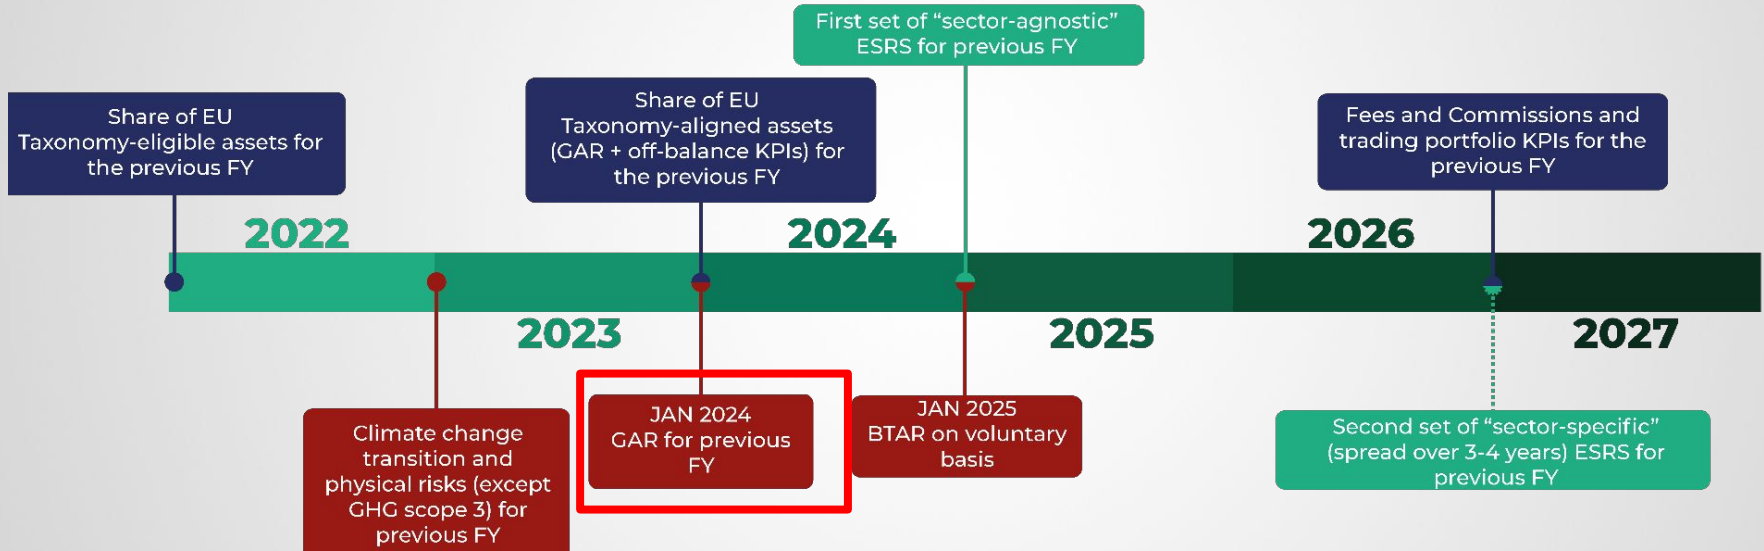 First set of “sector-agnostic”
ESRS for previous FY
Share of EU
Taxonomy-eligible assets for
the previous FY
Share of EU
Taxonomy-aligned assets
(GAR + off-balance KPIs) for
the previous FY
Fees and Commissions and
trading portfolio KPIs for the
previous FY
2022
2024
2026
2023
2025
2027
Climate change
transition and
physical risks (except
GHG scope 3) for
previous FY
JAN 2024
GAR for previous
FY
JAN 2025
BTAR on voluntary
basis
Second set of “sector-specific”
(spread over 3-4 years) ESRS for
previous FY